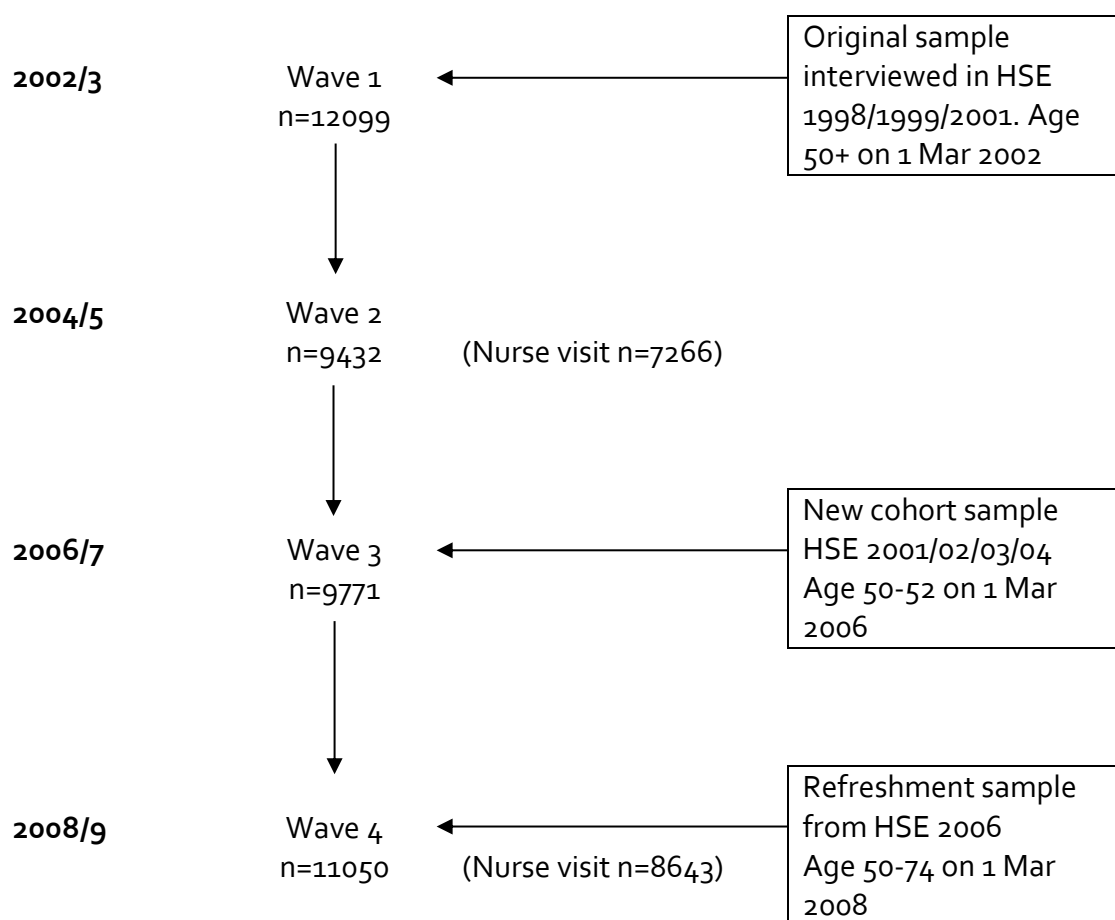 2002/3
Wave 1
n=12099
Original sample
interviewed in HSE
1998/1999/2001. Age
50+ on 1 Mar 2002
2004/5
Wave 2
n=9432
(Nurse visit n=7266)
2006/7
Wave 3
n=9771
New cohort sample
HSE 2001/02/03/04
Age 50-52 on 1 Mar
2006
2008/9
Wave 4
n=11050
(Nurse visit n=8643)
Refreshment sample
from HSE 2006
Age 50-74 on 1 Mar
2008